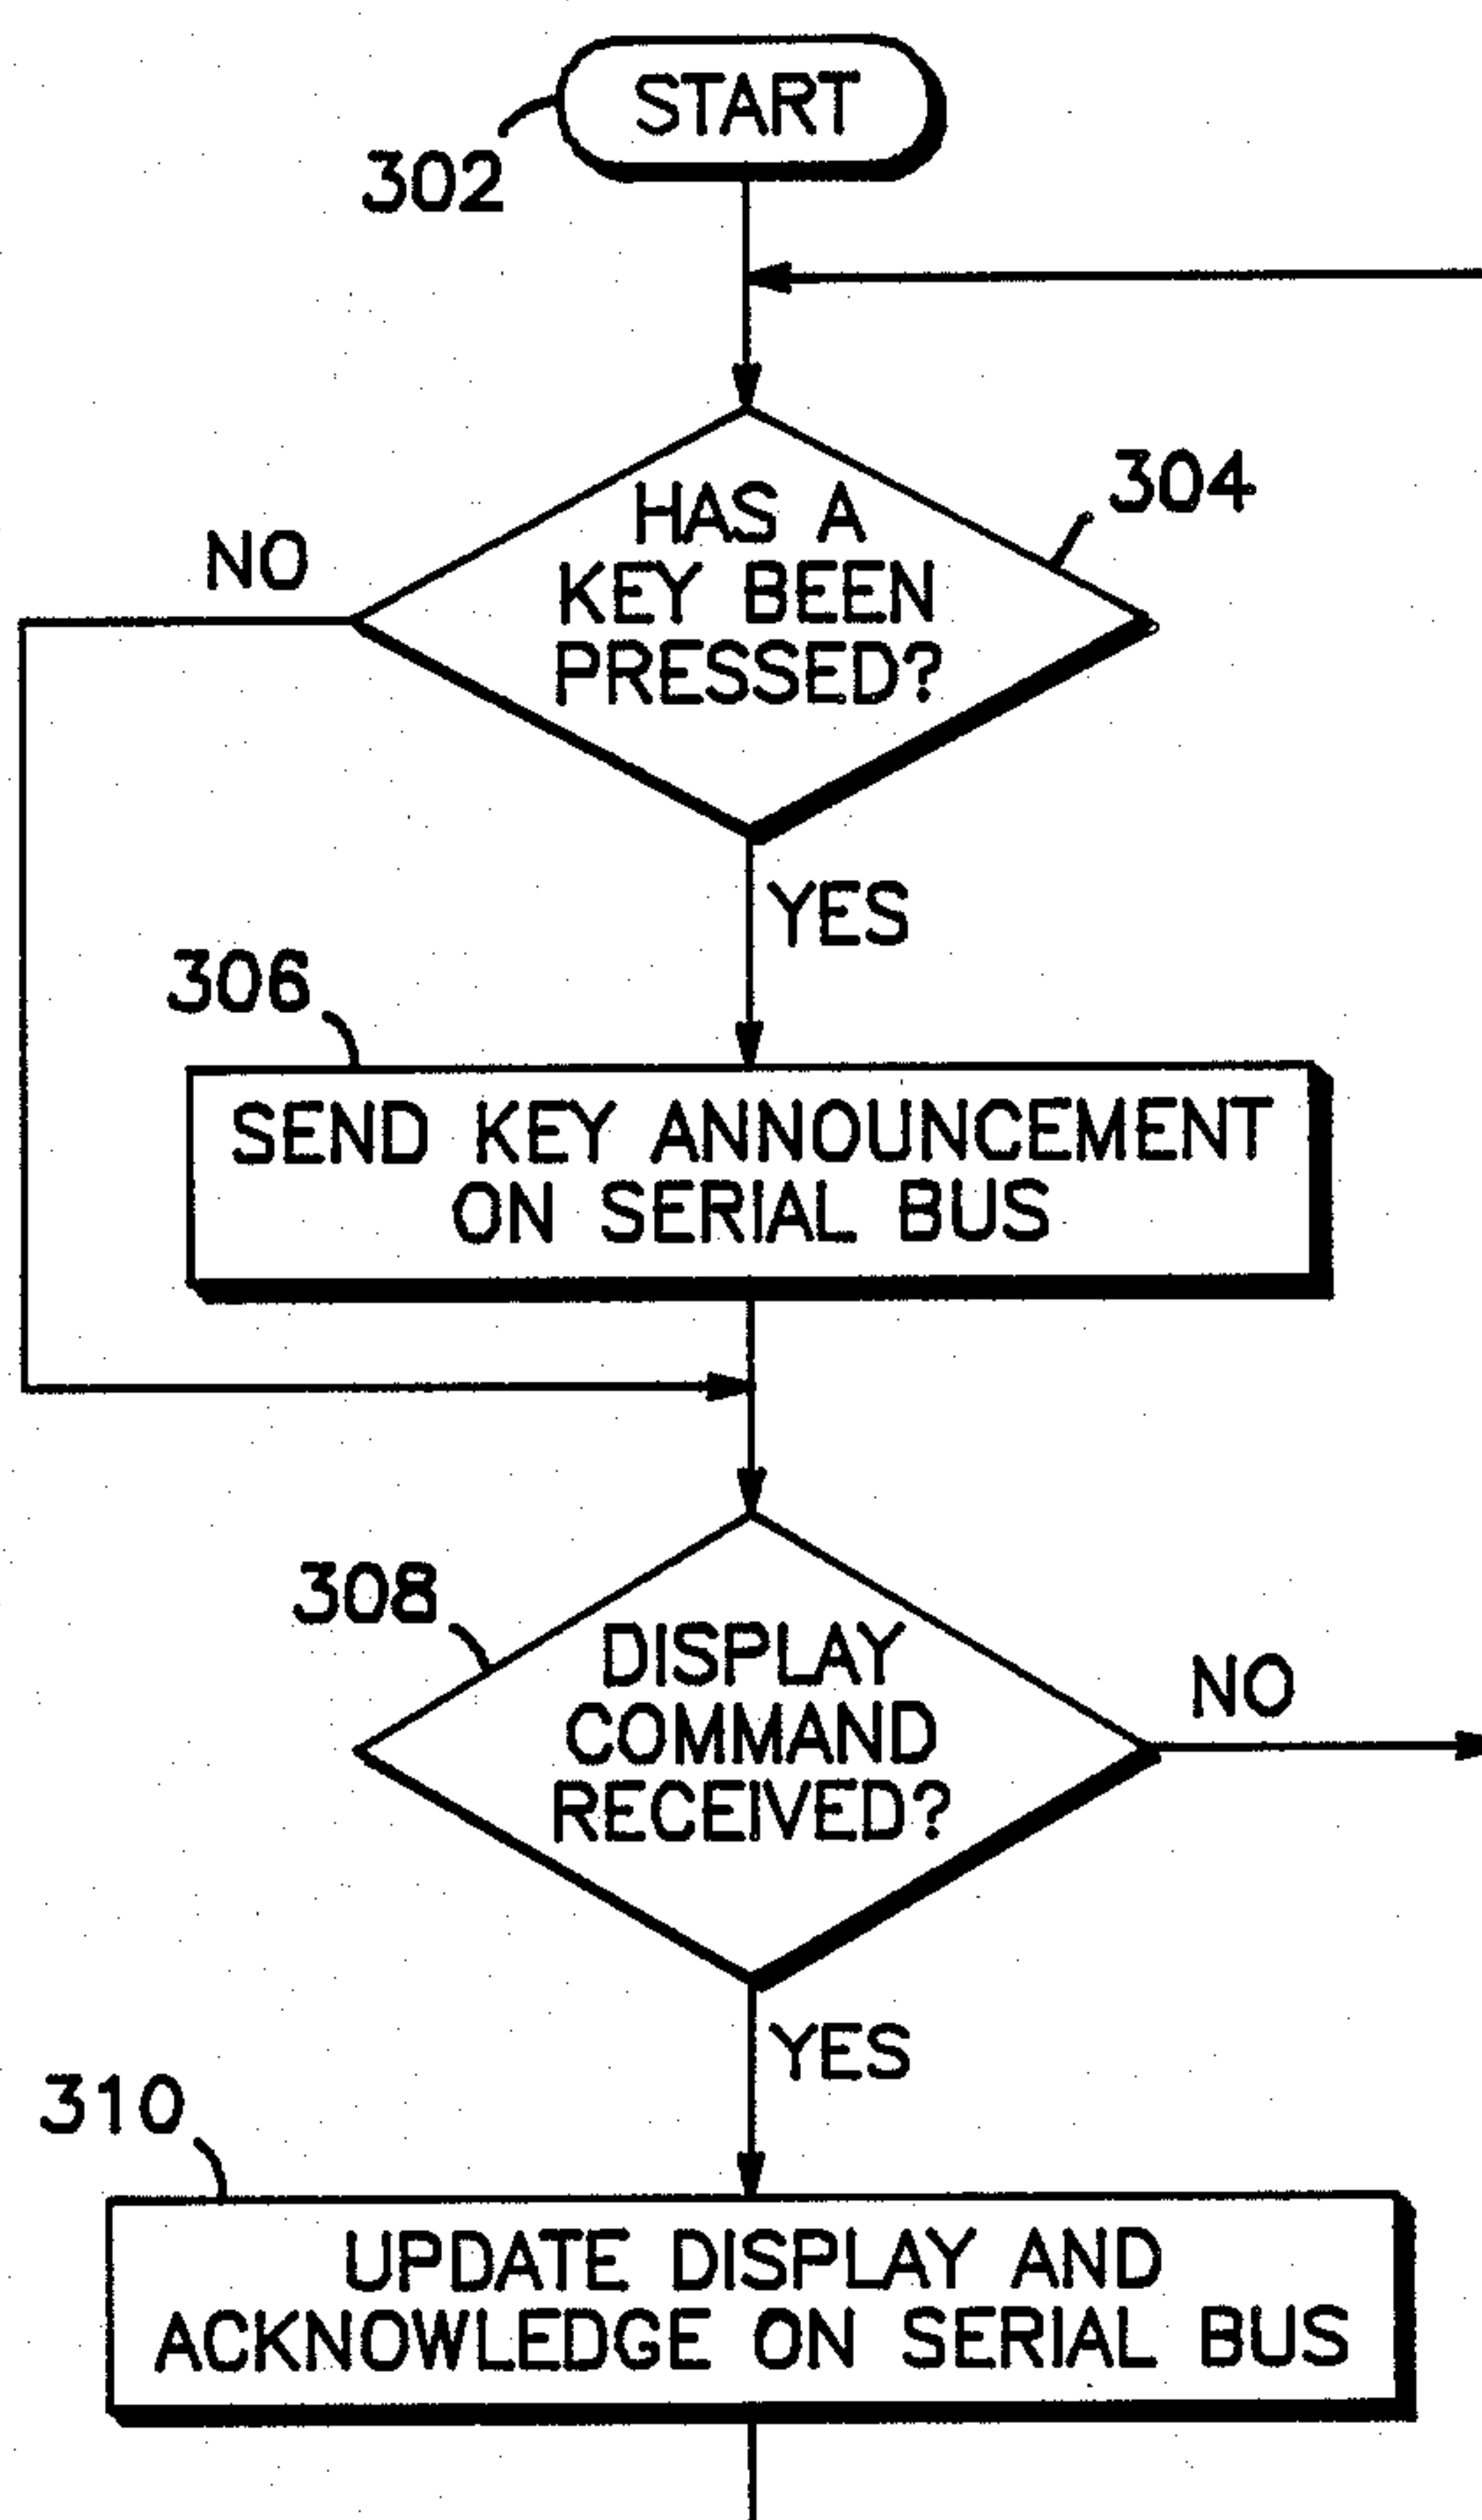 START
302
304
HAS A
KEY BEEN
PRESSED?
NO
YES
306
SEND KEY ANNOUNCEMENT
ON SERIAL BUS
308
DISPLAY
COMMAND
RECEIVED?
NO
YES
310
UPDATE DISPLAY AND
ACKNOWLEDGE ON SERIAL BUS